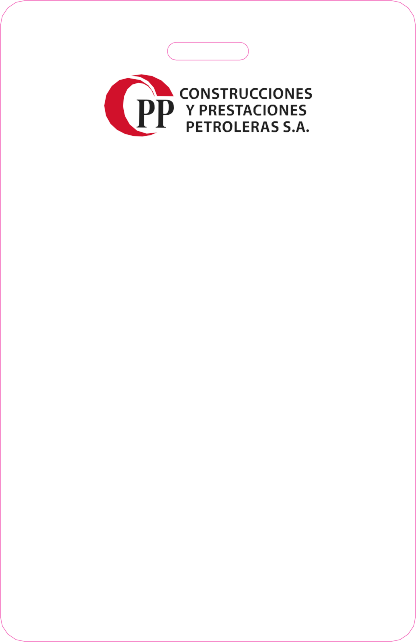 CPP
CONSTRUCCIONES
Y PRESTACIONES
PETROLERAS S.A.